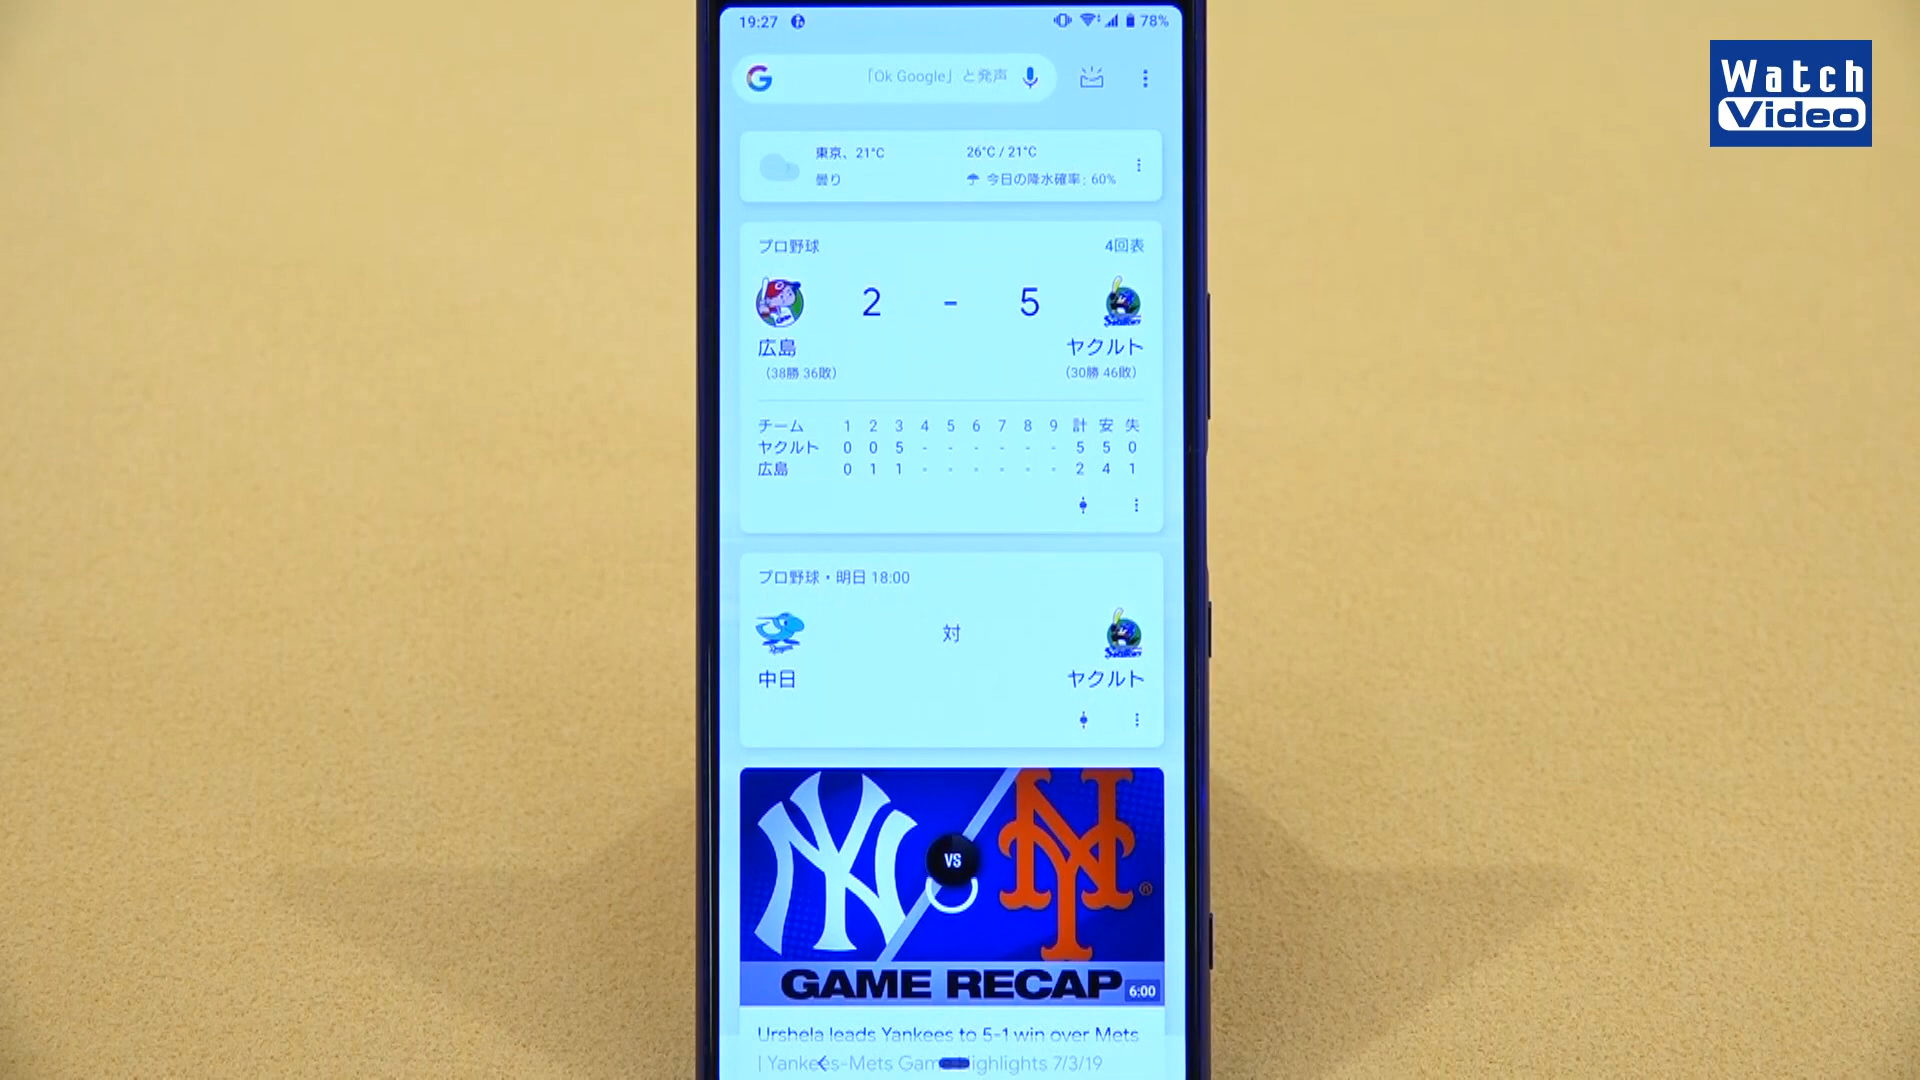 19:27
78%
Watch
Video
G 「Ok Google」と発声
東京、21°C
26°C / 21°C
曇り
今日の降水確率: 60%
プロ野球
4回表
2 - 5
広島
ヤクルト
(38勝 36敗)
(30勝 46敗)
チーム 1 2 3 4 5 6 7 8 9 計 安 失
ヤクルト 0 0 5 - - - - - - 5 5 0
広島 0 1 1 - - - - - - 2 4 1
プロ野球・明日 18:00
対
中日
ヤクルト
NY
VS
NY
GAME RECAP
6:00
Urshela leads Yankees to 5-1 win over Mets
| Yankees-Mets Game Highlights 7/3/19